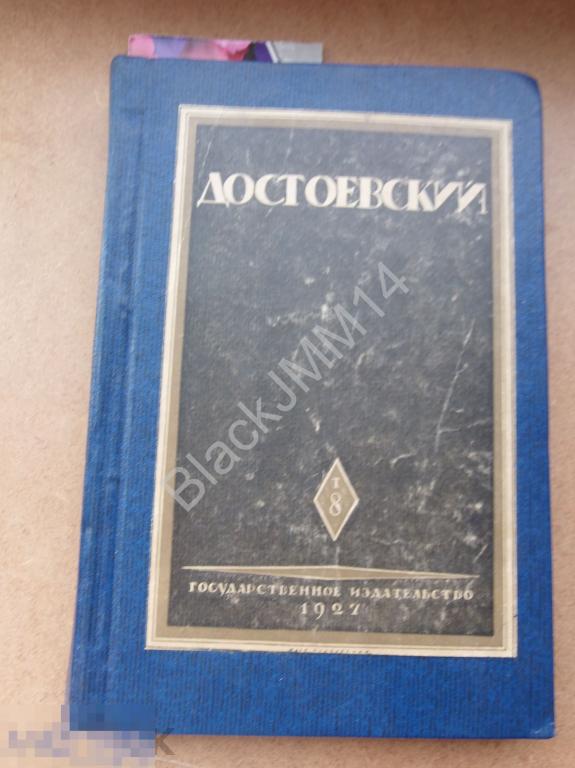 ДОСТОЕВСКИЙ
BlackJMM14
Т
8
ГОСУДАРСТВЕННОЕ ИЗДАТЕЛЬСТВО
1927